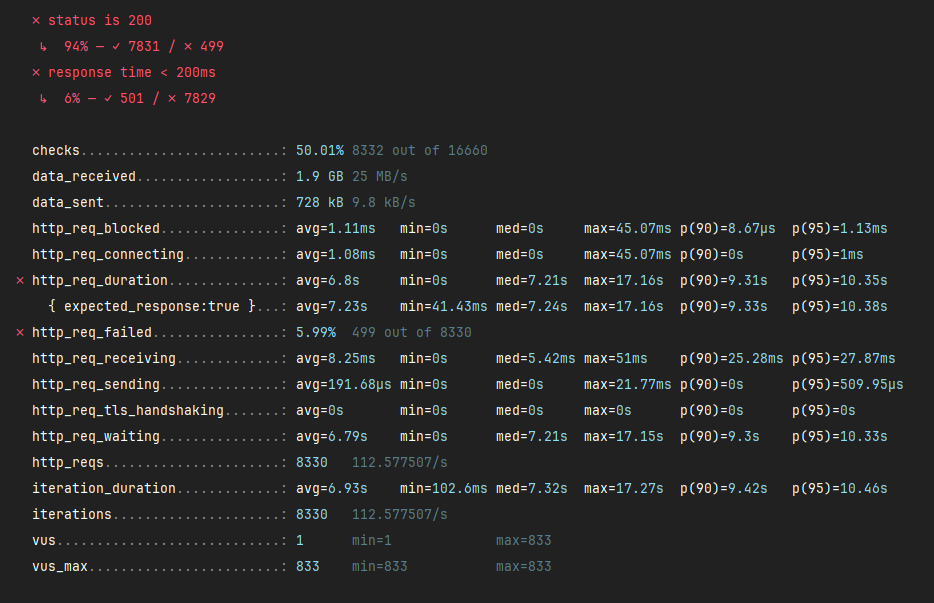 ✗ status is 200
↳ 94% — ✓ 7831 / ✗ 499
✗ response time < 200ms
↳ 6% — ✓ 501 / ✗ 7829
checks.........................: 50.01% 8332 out of 16660
data_received..................: 1.9 GB 25 MB/s
data_sent......................: 728 kB 9.8 kB/s
http_req_blocked...............: avg=1.11ms min=0s med=0s max=45.07ms p(90)=8.67µs p(95)=1.13ms
http_req_connecting............: avg=1.08ms min=0s med=0s max=45.07ms p(90)=0s p(95)=1ms
✗ http_req_duration..............: avg=6.8s min=0s med=7.21s max=17.16s p(90)=9.31s p(95)=10.35s
{ expected_response:true }...: avg=7.23s min=41.43ms med=7.24s max=17.16s p(90)=9.33s p(95)=10.38s
✗ http_req_failed................: 5.99% 499 out of 8330
http_req_receiving.............: avg=8.25ms min=0s med=5.42ms max=51ms p(90)=25.28ms p(95)=27.87ms
http_req_sending...............: avg=191.68µs min=0s med=0s max=21.77ms p(90)=0s p(95)=509.95µs
http_req_tls_handshaking.......: avg=0s min=0s med=0s max=0s p(90)=0s p(95)=0s
http_req_waiting...............: avg=6.79s min=0s med=7.21s max=17.15s p(90)=9.3s p(95)=10.33s
http_reqs......................: 8330 112.577507/s
iteration_duration.............: avg=6.93s min=102.6ms med=7.32s max=17.27s p(90)=9.42s p(95)=10.46s
iterations.....................: 8330 112.577507/s
vus............................: 1 min=1 max=833
vus_max........................: 833 min=833 max=833